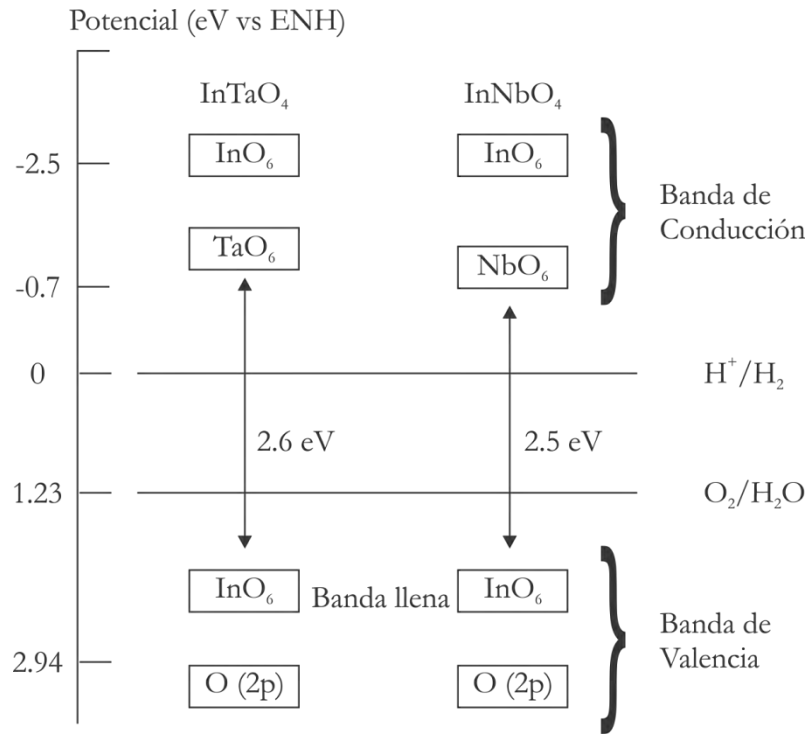 Potencial (eV vs ENH)
InTaO₄
InNbO₄
InO₆
InO₆
-2.5
Banda de
Conducción
TaO₆
NbO₆
-0.7
0
H⁺/H₂
2.6 eV
2.5 eV
1.23
O₂/H₂O
InO₆
Banda llena
InO₆
Banda de
Valencia
2.94
O (2p)
O (2p)